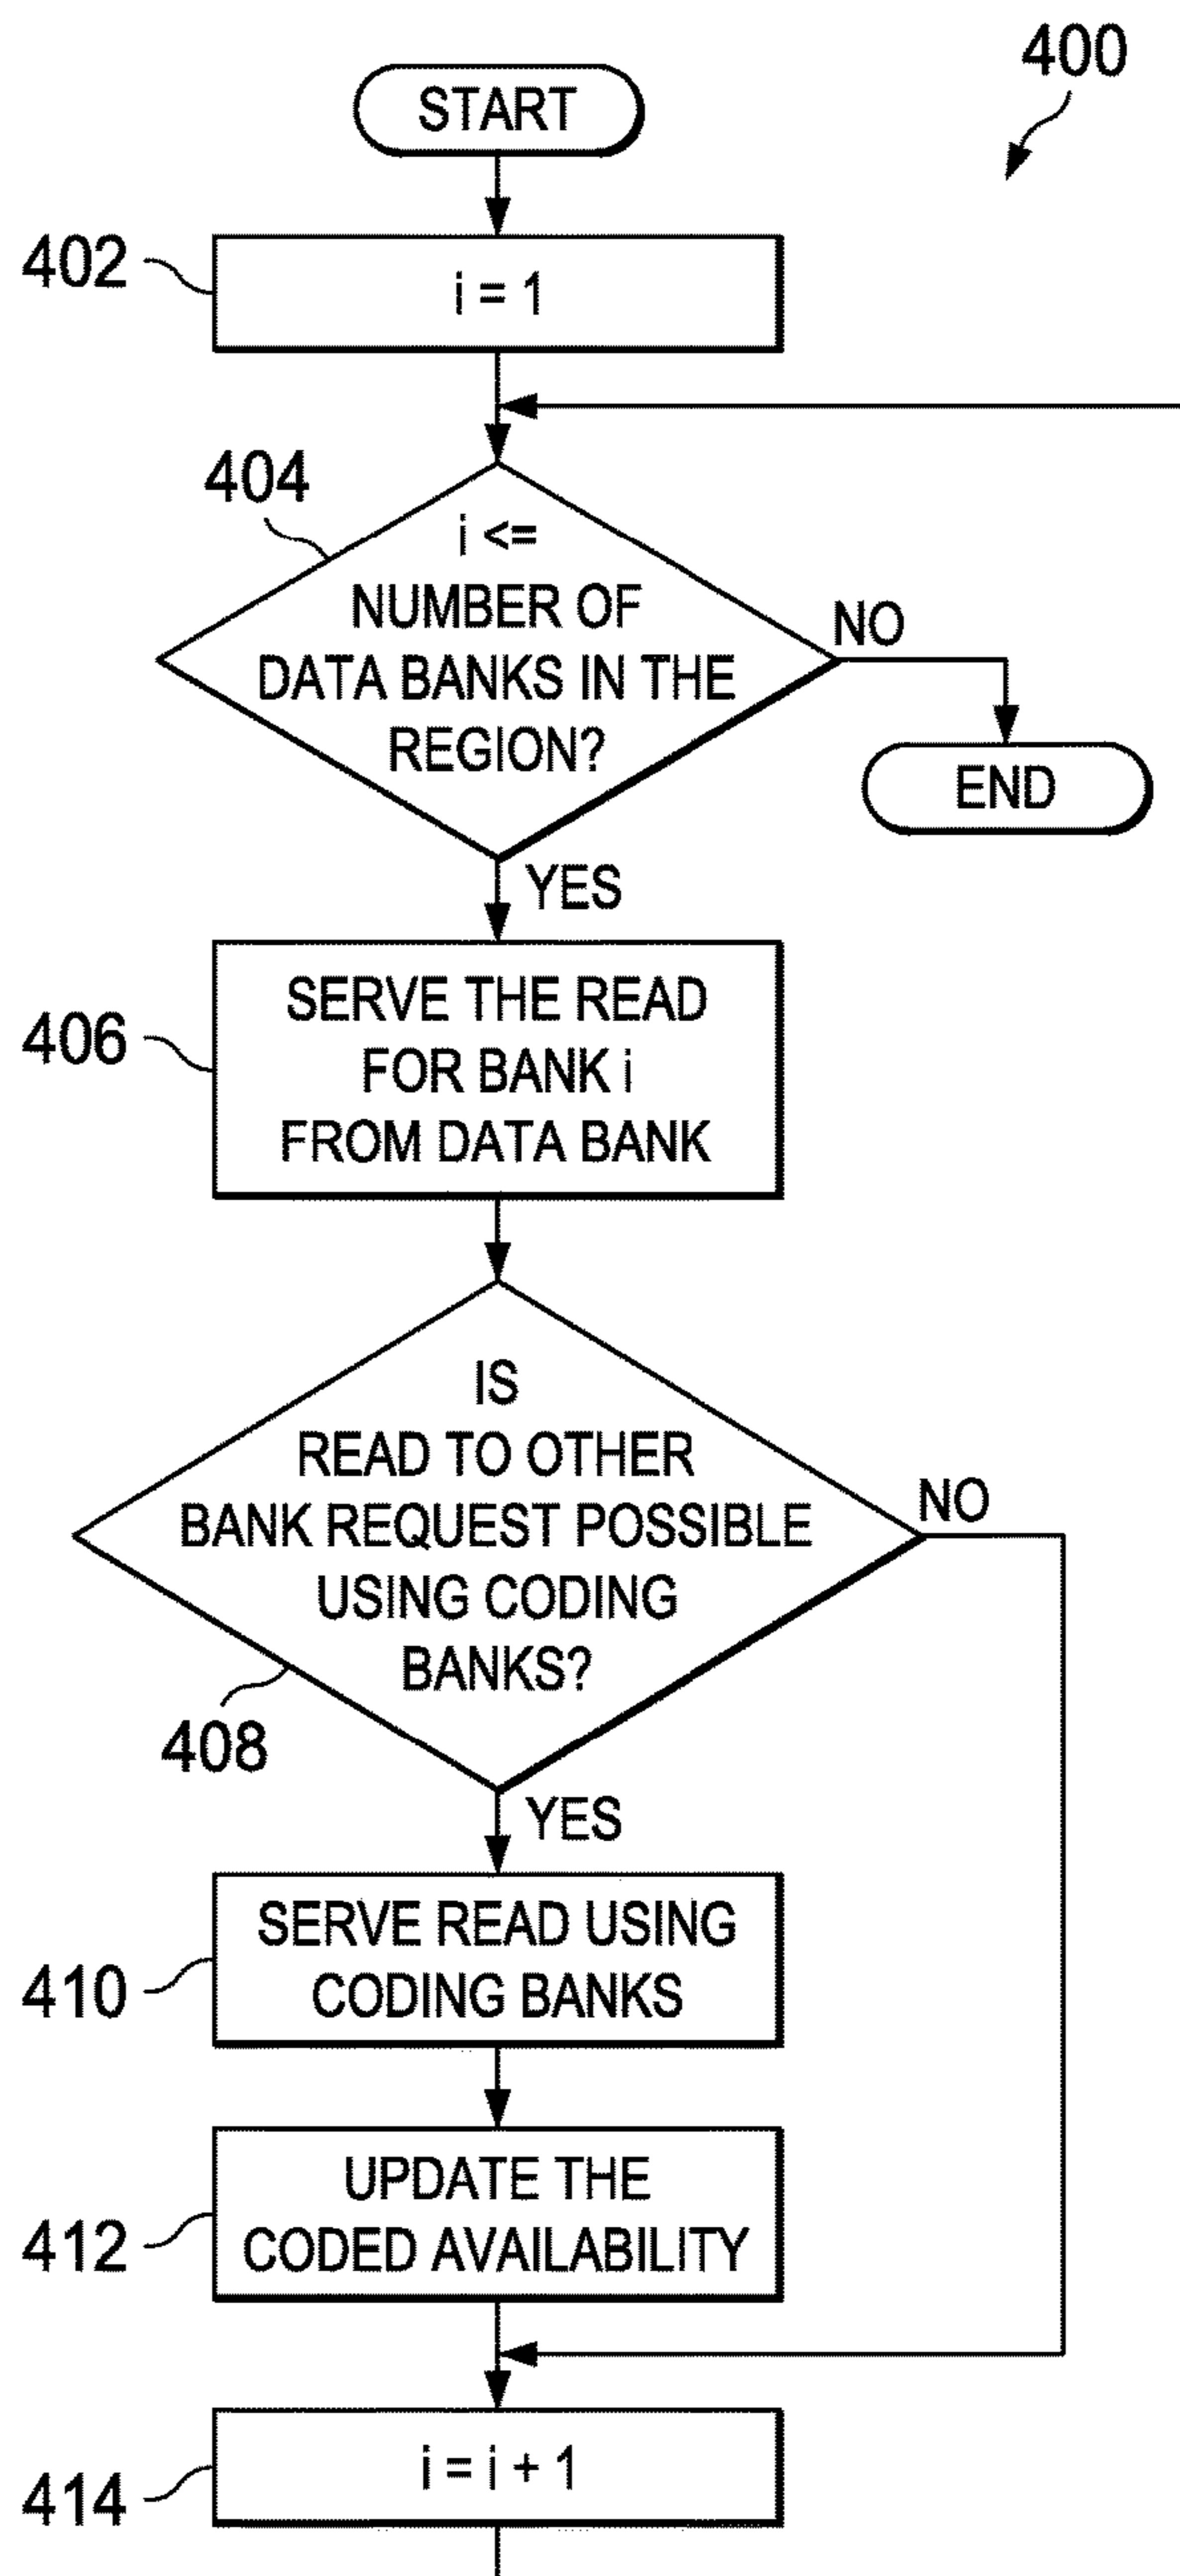 400
START
402
i = 1
404
i <=
NUMBER OF
DATA BANKS IN THE
REGION?
NO
END
YES
406
SERVE THE READ
FOR BANK i
FROM DATA BANK
IS
READ TO OTHER
BANK REQUEST POSSIBLE
USING CODING
BANKS?
NO
408
YES
410
SERVE READ USING
CODING BANKS
412
UPDATE THE
CODED AVAILABILITY
414
i = i + 1